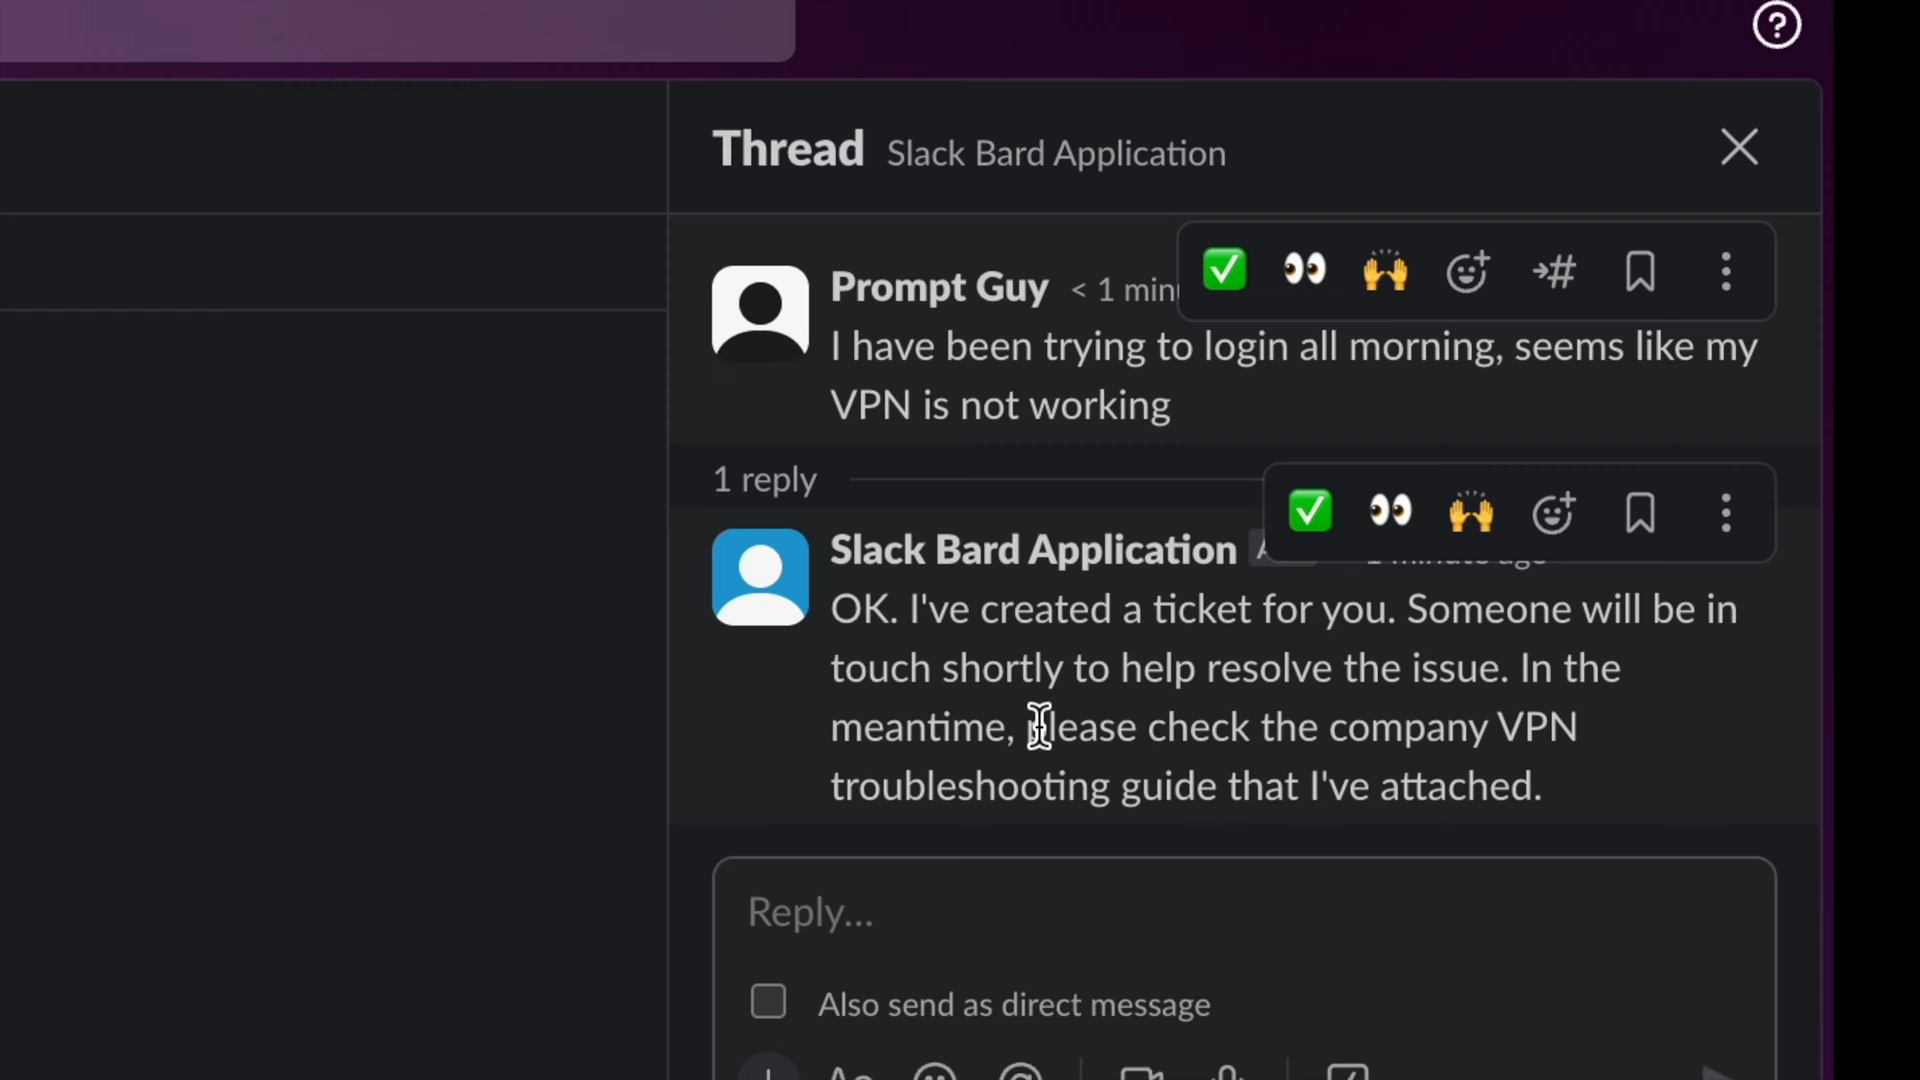 Thread Slack Bard Application
Prompt Guy < 1
I have been trying to login all morning, seems like my
VPN is not working
1 reply
Slack Bard Application
OK. I've created a ticket for you. Someone will be in
touch shortly to help resolve the issue. In the
meantime, please check the company VPN
troubleshooting guide that I've attached.
Reply...
Also send as direct message